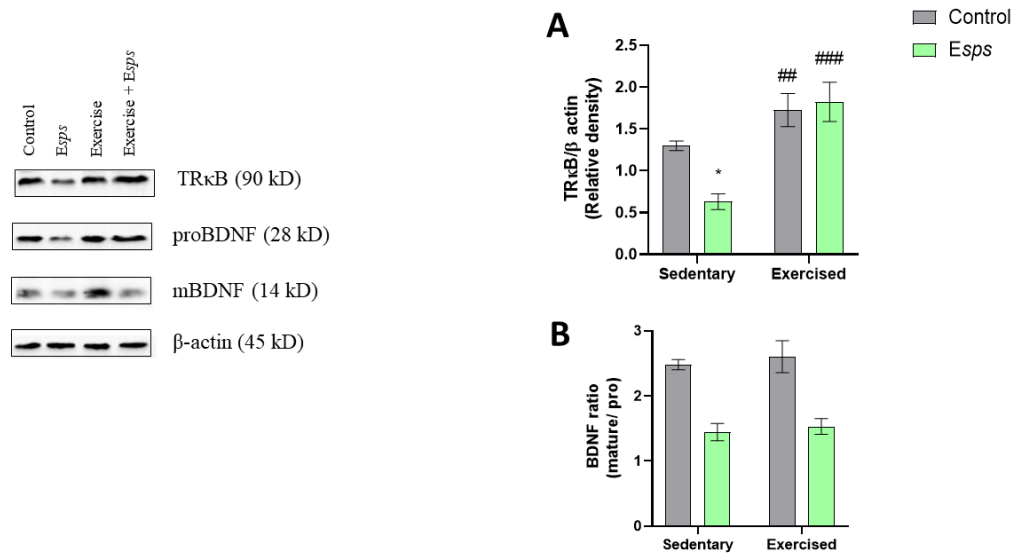 Control
Esps
Exercise
Exercise + Esps
TRκB (90 kD)
proBDNF (28 kD)
mBDNF (14 kD)
β-actin (45 kD)
A
Control
Esps
TRκB/β actin
(Relative density)
2.5
2.0
1.5
1.0
0.5
0.0
*
##
###
Sedentary
Exercised
B
BDNF ratio
(mature/ pro)
3
2
1
0
Sedentary
Exercised